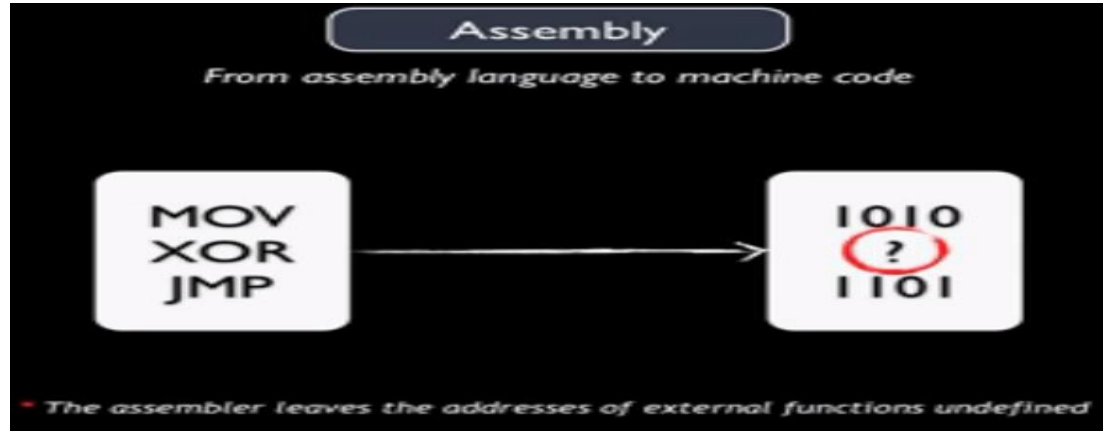 Assembly
From assembly language to machine code
MOV
XOR
JMP
1010
?
1101
* The assembler leaves the addresses of external functions undefined